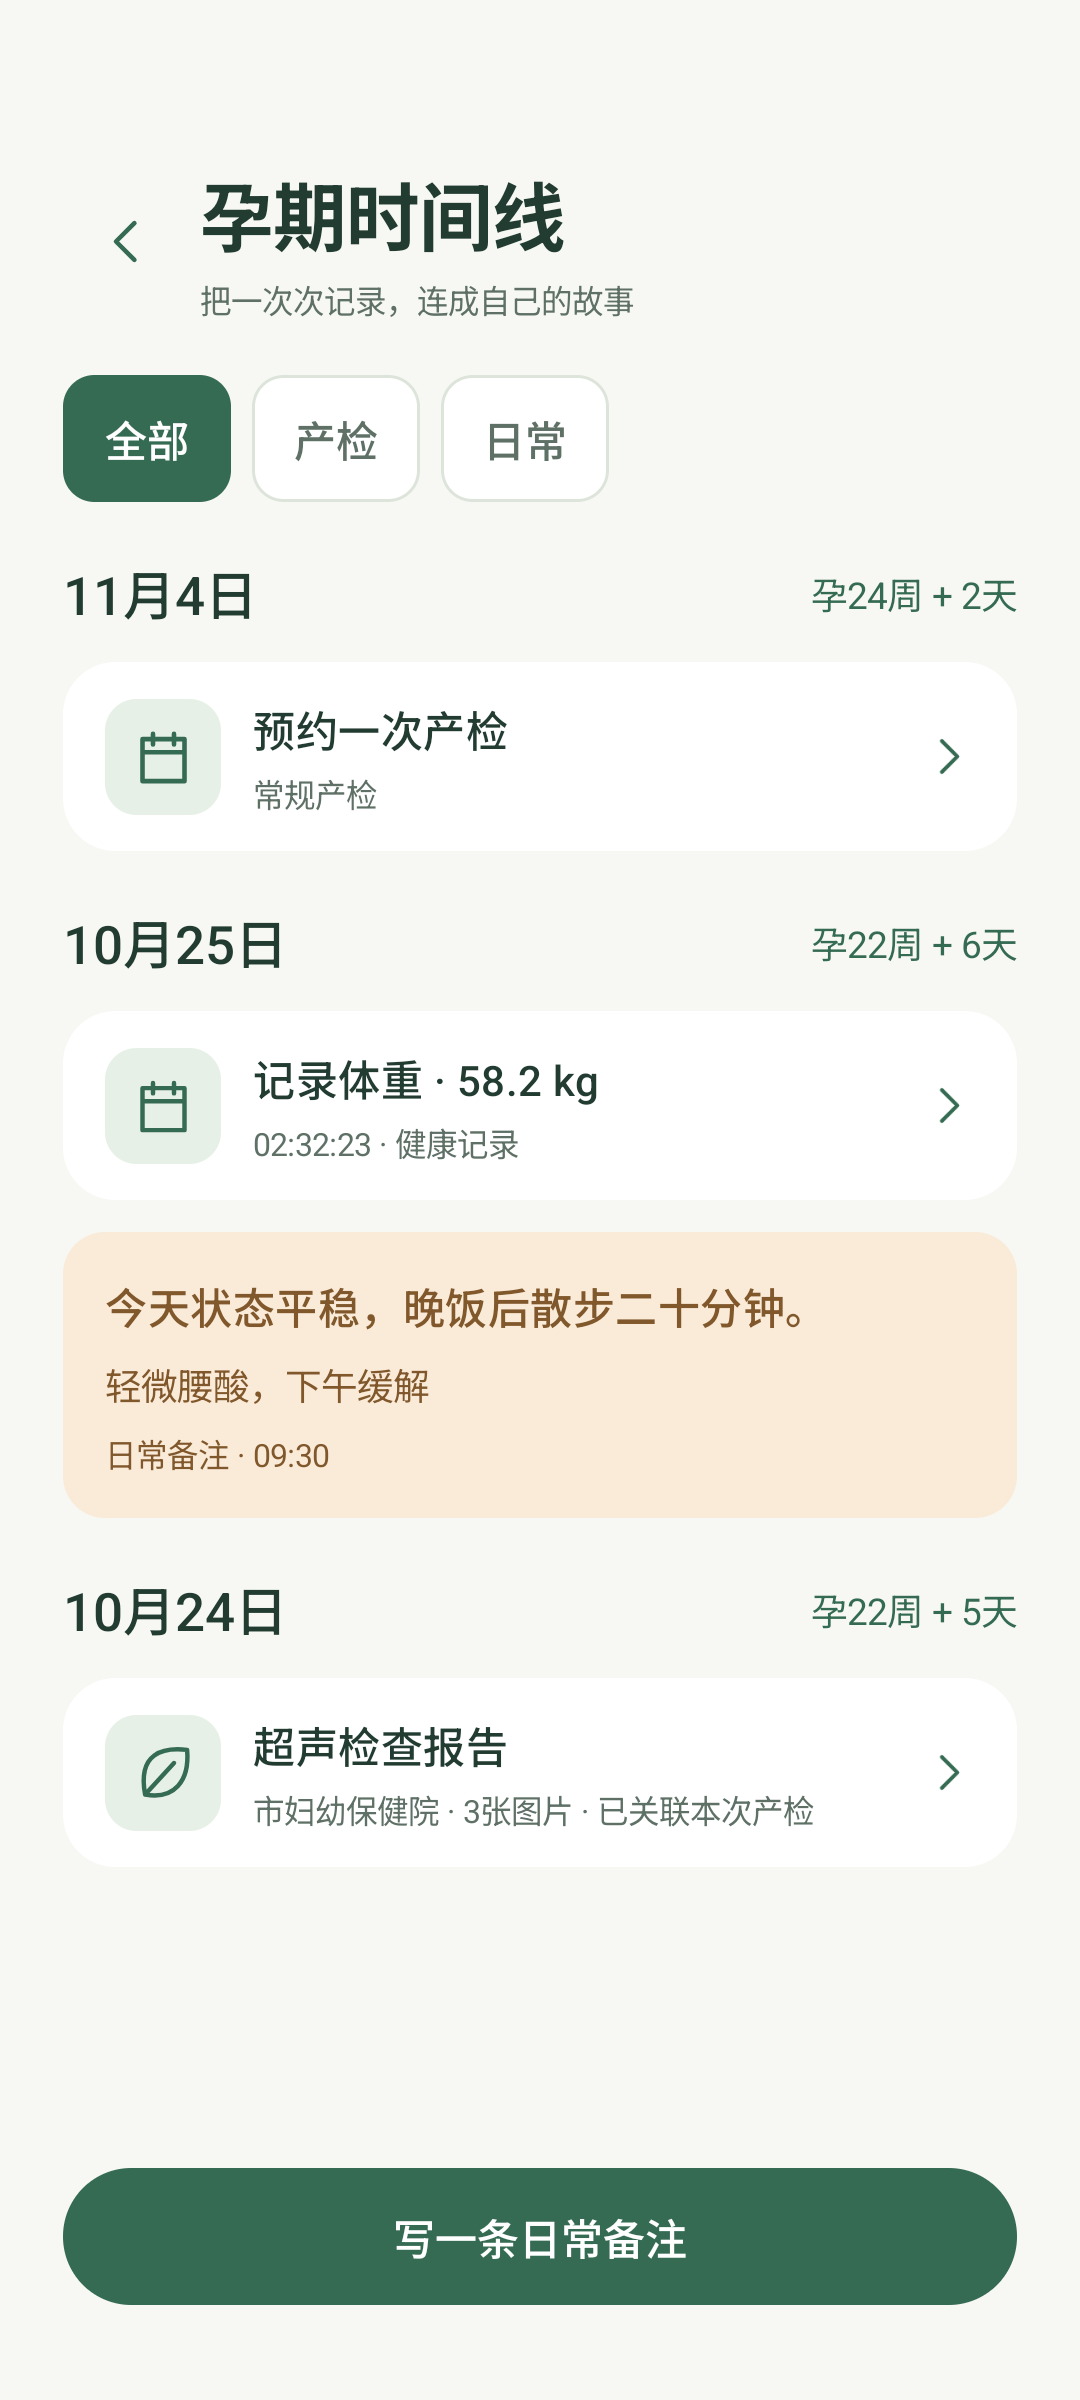 孕期时间线
把一次次记录，连成自己的故事
全部
产检
日常
11月4日
孕24周 + 2天
预约一次产检
常规产检
10月25日
孕22周 + 6天
记录体重 · 58.2 kg
02:32:23 · 健康记录
今天状态平稳，晚饭后散步二十分钟。
轻微腰酸，下午缓解
日常备注 · 09:30
10月24日
孕22周 + 5天
超声检查报告
市妇幼保健院 · 3张图片 · 已关联本次产检
写一条日常备注